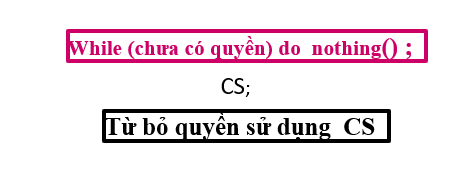 While (chưa có quyền) do nothing() ;
CS;
Từ bỏ quyền sử dụng CS